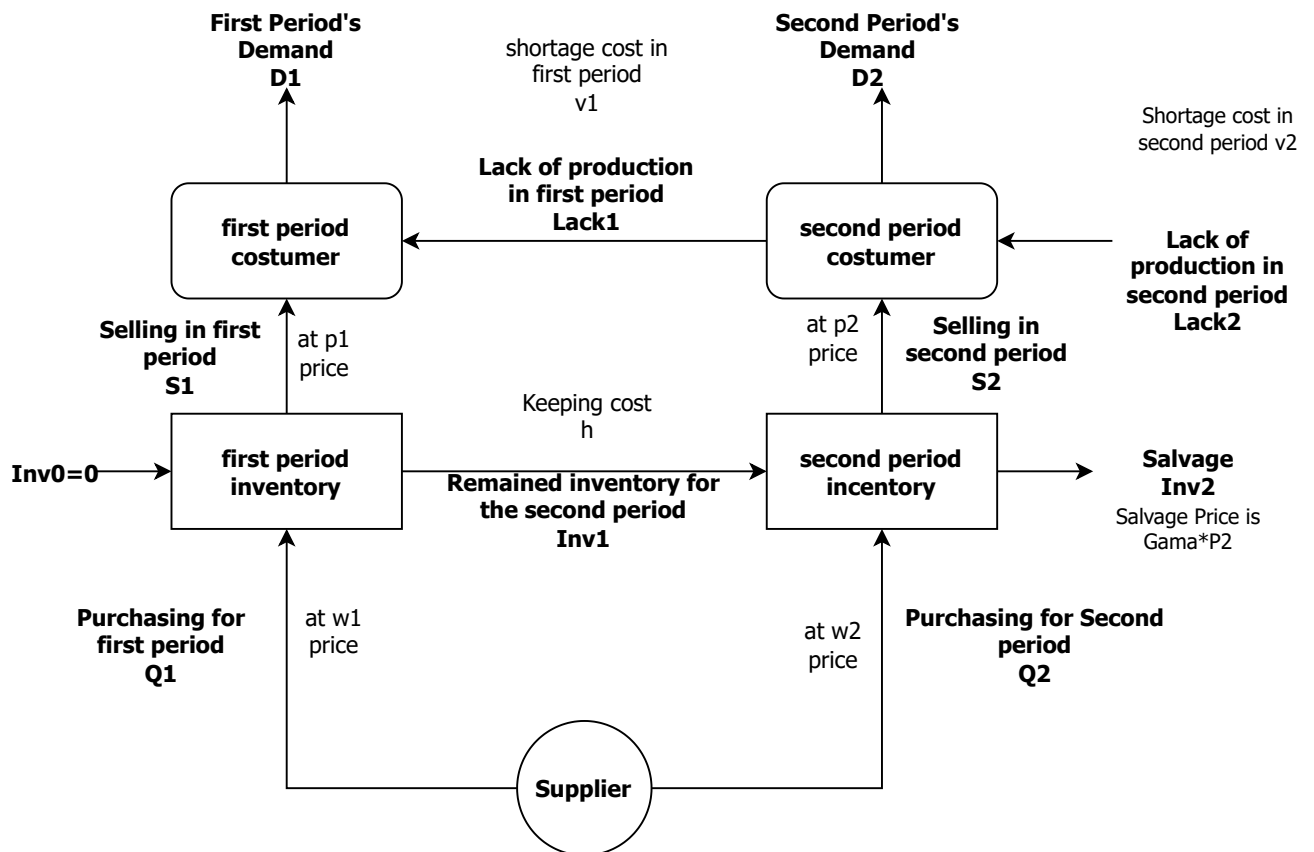 First Period's
Demand
D1
shortage cost in
first period
v1
Second Period's
Demand
D2
Shortage cost in
second period v2
Lack of production
in first period
Lack1
first period
costumer
second period
costumer
Lack of
production in
second period
Lack2
Selling in first
period
S1
at p1
price
at p2
price
Selling in
second period
S2
Keeping cost
h
Inv0=0
first period
inventory
Remained inventory for
the second period
Inv1
second period
incentory
Salvage
Inv2
Salvage Price is
Gama*P2
Purchasing for
first period
Q1
at w1
price
at w2
price
Purchasing for Second
period
Q2
Supplier